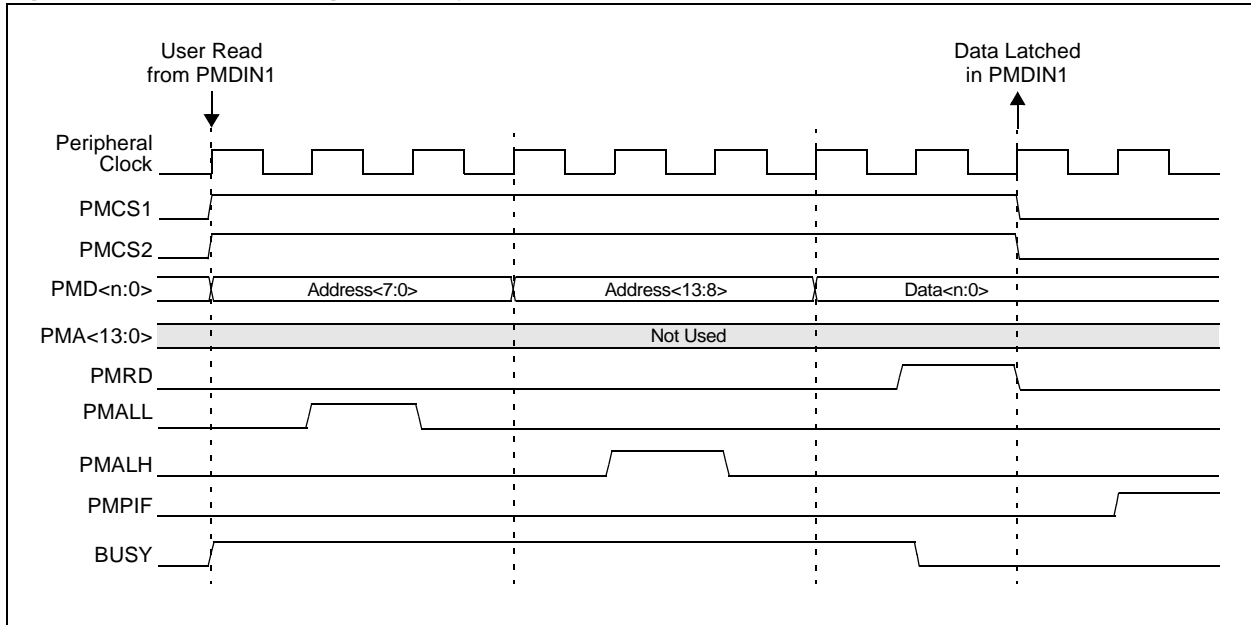 User Read
from PMDIN1
Data Latched
in PMDIN1
Peripheral
Clock
PMCS1
PMCS2
PMD<n:0>
Address<7:0>
Address<13:8>
Data<n:0>
PMA<13:0>
Not Used
PMRD
PMALL
PMALH
PMPIF
BUSY